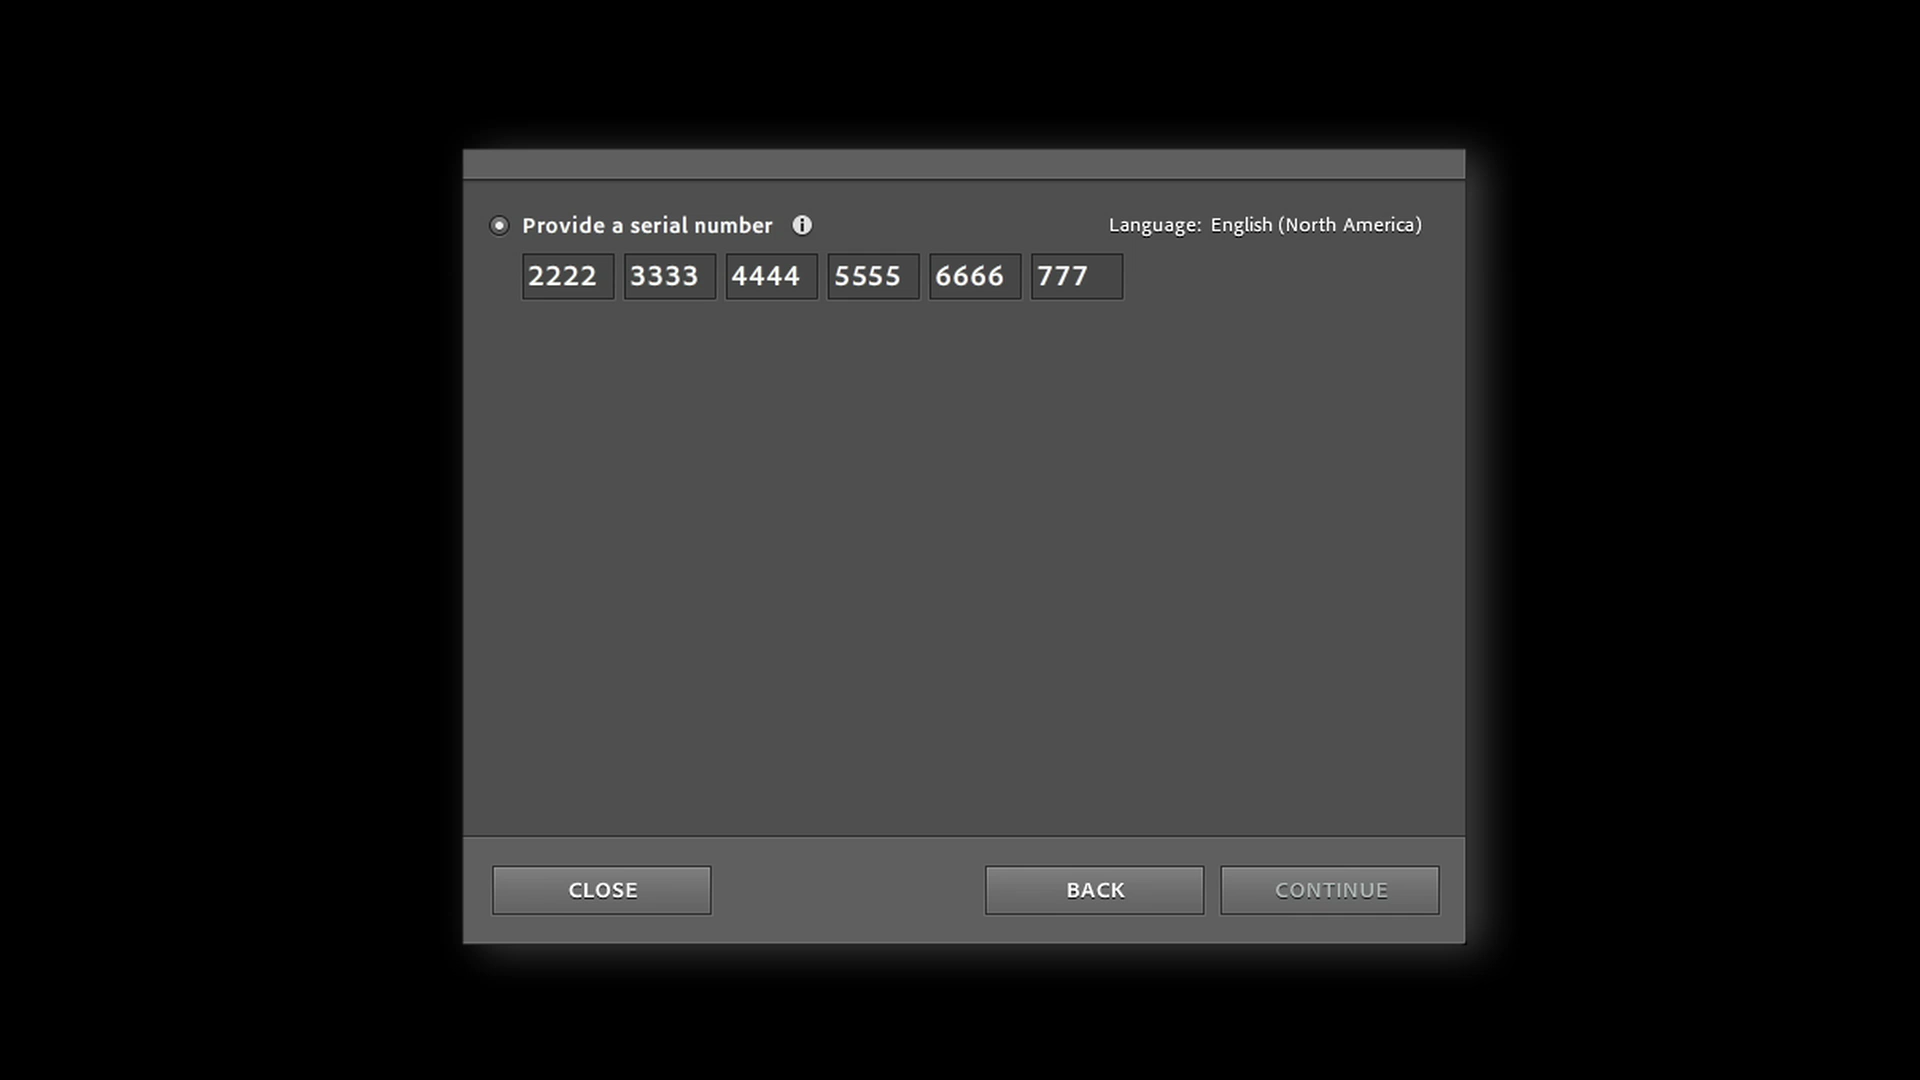 Provide a serial number
Language: English (North America)
2222 3333 4444 5555 6666 777
CLOSE BACK CONTINUE